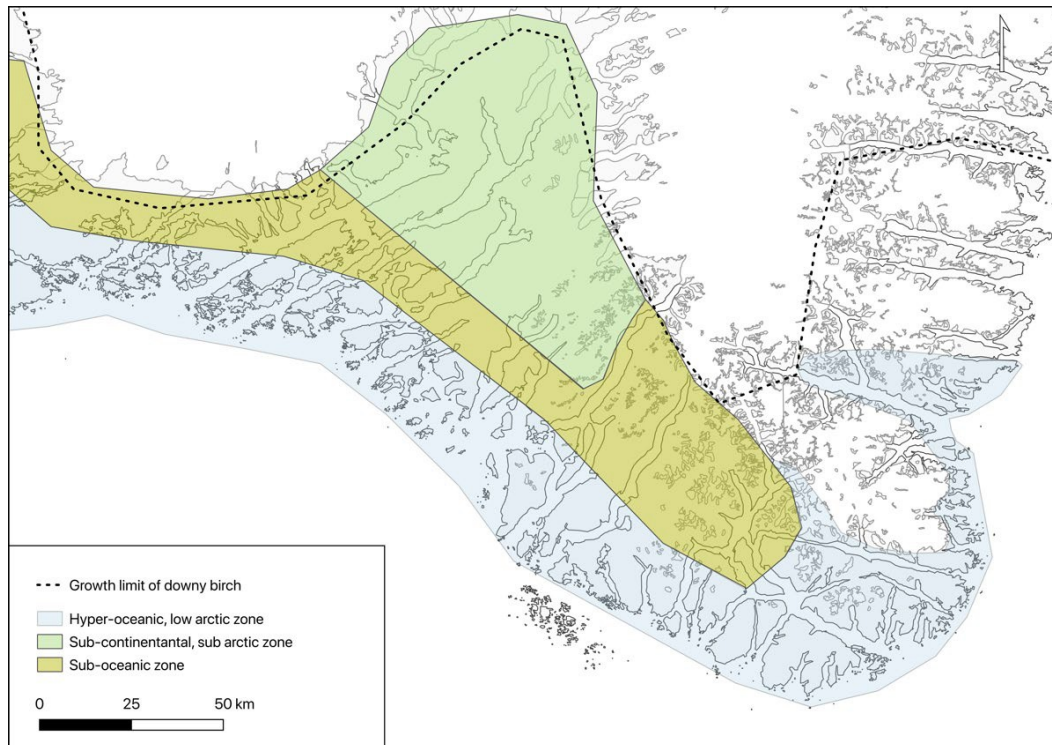 Growth limit of downy birch
Hyper-oceanic, low arctic zone
Sub-continentantal, sub arctic zone
Sub-oceanic zone
0 25 50 km